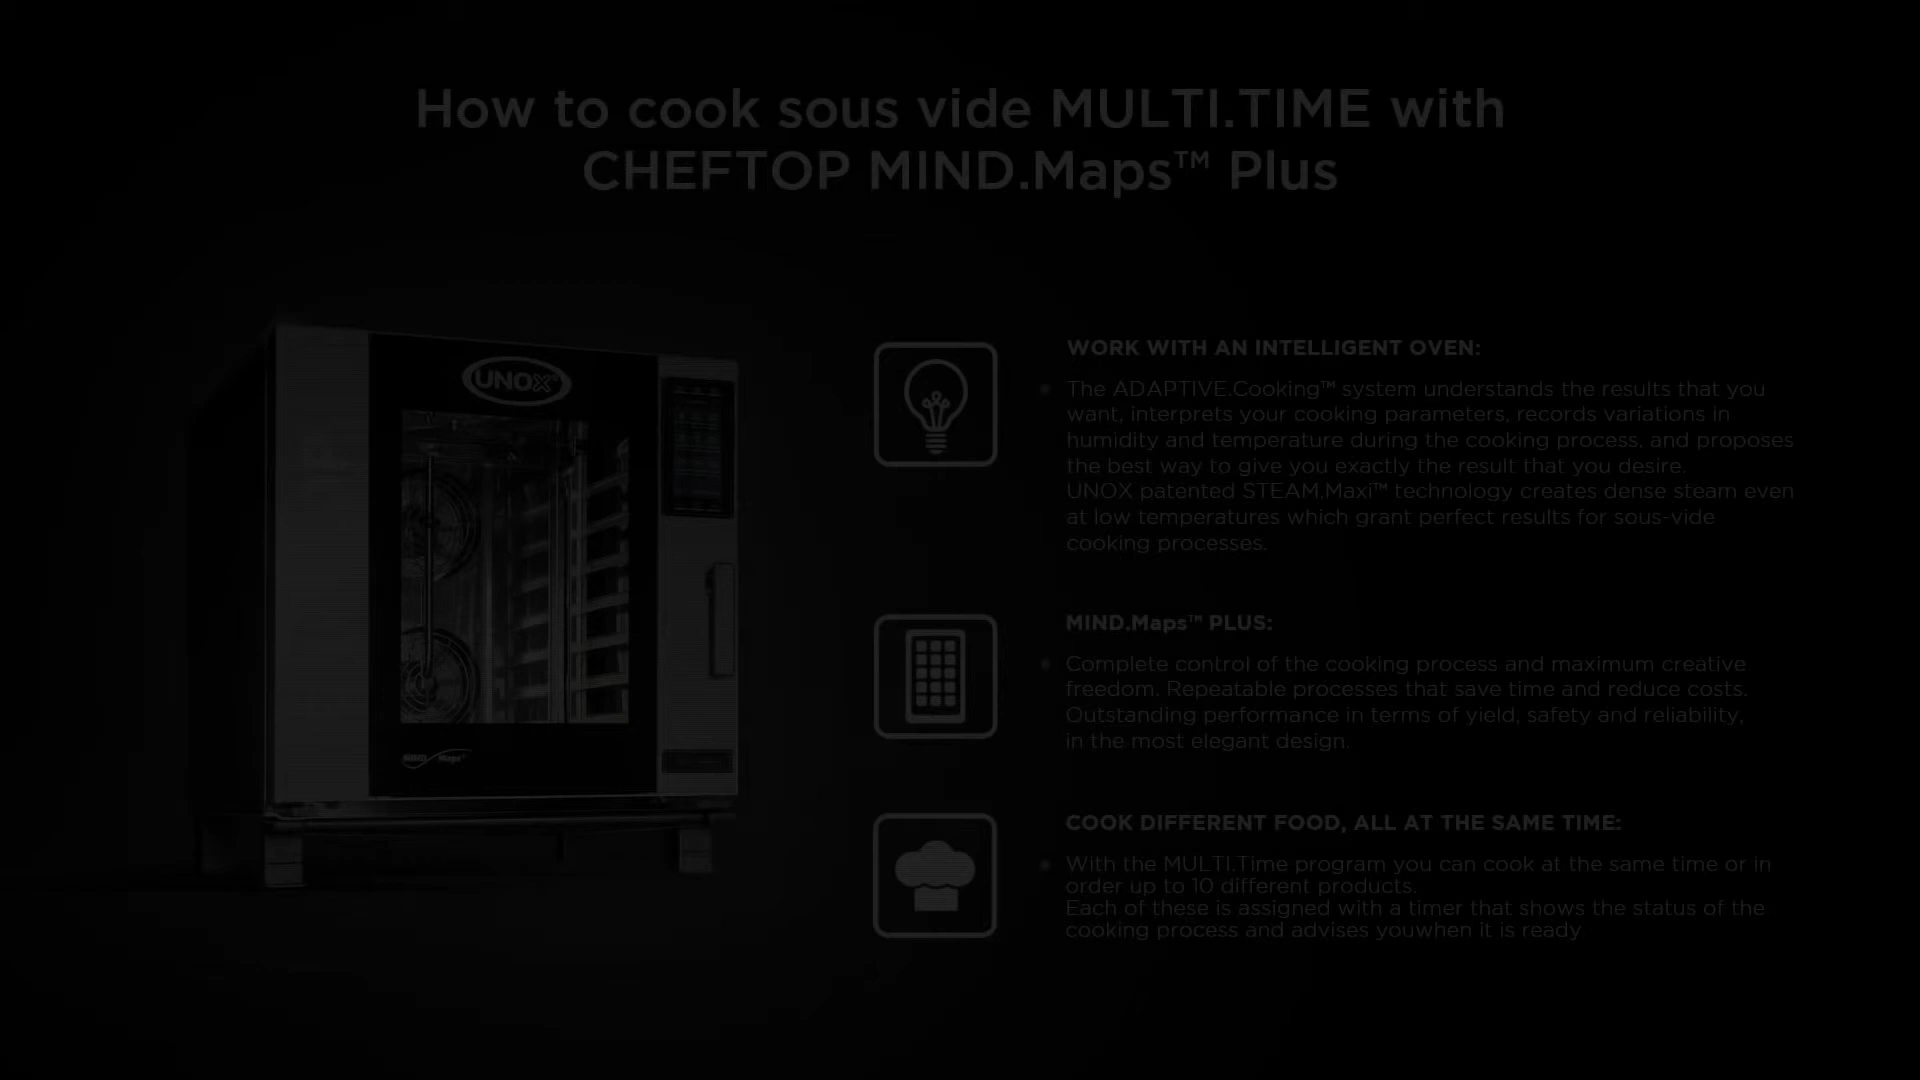 How to cook sous vide MULTI.TIME with
CHEFTOP MIND.Maps™ Plus
UNOX
MIND.Maps™
WORK WITH AN INTELLIGENT OVEN:
The ADAPTIVE.Cooking™ system understands the results that you
want, interprets your cooking parameters, records variations in
humidity and temperature during the cooking process, and proposes
the best way to give you exactly the result that you desire.
UNOX patented STEAM.Maxi™ technology creates dense steam even
at low temperatures which grant perfect results for sous-vide
cooking processes.
MIND.Maps™ PLUS:
Complete control of the cooking process and maximum creative
freedom. Repeatable processes that save time and reduce costs.
Outstanding performance in terms of yield, safety and reliability,
in the most elegant design.
COOK DIFFERENT FOOD, ALL AT THE SAME TIME:
With the MULTI.Time program you can cook at the same time or in
order up to 10 different products.
Each of these is assigned with a timer that shows the status of the
cooking process and advises youwhen it is ready